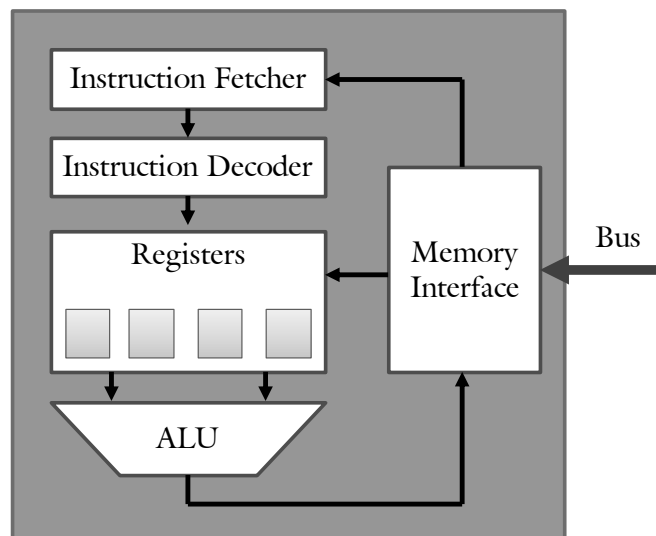 Instruction Fetcher
Instruction Decoder
Registers
Memory
Interface
Bus
ALU